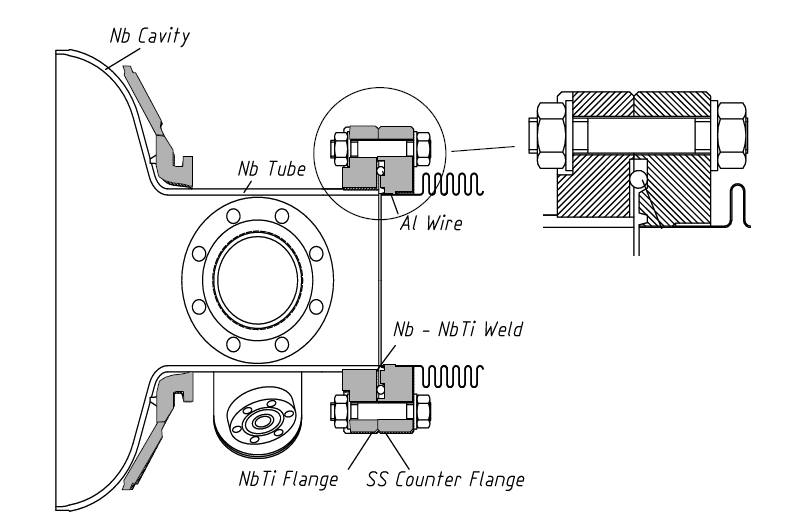 Nb Cavity
Nb Tube
Al Wire
Nb - NbTi Weld
NbTi Flange
SS Counter Flange